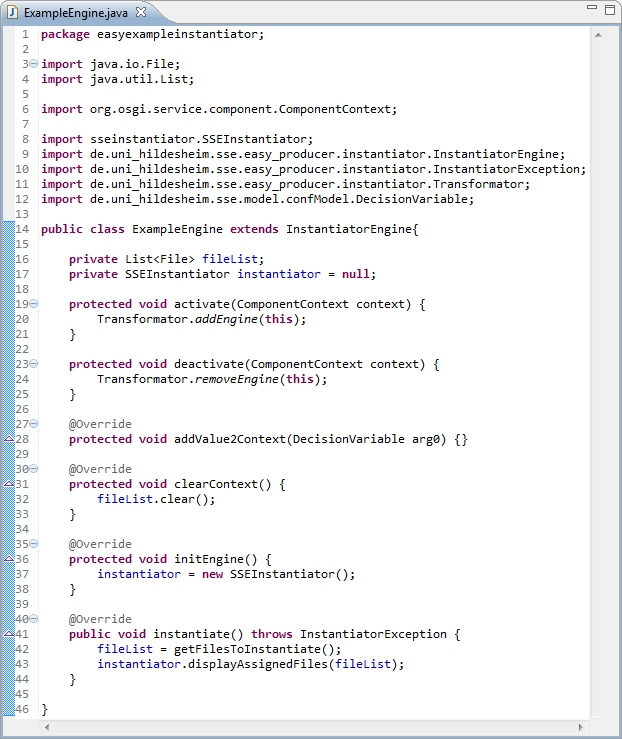 ExampleEngine.java
1 package easyexampleinstantiator;
2
3 import java.io.File;
4 import java.util.List;
5
6 import org.osgi.service.component.ComponentContext;
7
8 import sseinstantiator.SSEInstantiator;
9 import de.uni_hildesheim.sse.easy_producer.instantiator.InstantiatorEngine;
10 import de.uni_hildesheim.sse.easy_producer.instantiator.InstantiatorException;
11 import de.uni_hildesheim.sse.easy_producer.instantiator.Transformator;
12 import de.uni_hildesheim.sse.model.confModel.DecisionVariable;
13
14 public class ExampleEngine extends InstantiatorEngine{
15
16     private List<File> fileList;
17     private SSEInstantiator instantiator = null;
18
19     protected void activate(ComponentContext context) {
20         Transformator.addEngine(this);
21     }
22
23     protected void deactivate(ComponentContext context) {
24         Transformator.removeEngine(this);
25     }
26
27     @Override
28     protected void addValue2Context(DecisionVariable arg0) {}
29
30     @Override
31     protected void clearContext() {
32         fileList.clear();
33     }
34
35     @Override
36     protected void initEngine() {
37         instantiator = new SSEInstantiator();
38     }
39
40     @Override
41     public void instantiate() throws InstantiatorException {
42         fileList = getFilesToInstantiate();
43         instantiator.displayAssignedFiles(fileList);
44     }
45
46 }